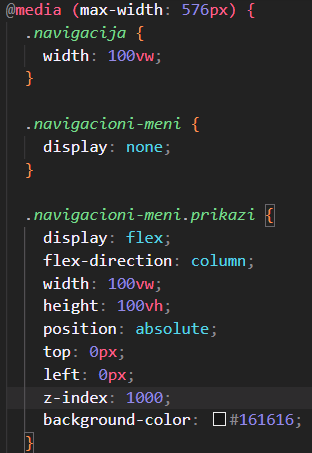 @media (max-width: 576px) {
.navigacija {
width: 100vw;
}
.navigacioni-meni {
display: none;
}
.navigacioni-meni.prikazi {
display: flex;
flex-direction: column;
width: 100vw;
height: 100vh;
position: absolute;
top: 0px;
left: 0px;
z-index: 1000;
background-color: #161616;
}